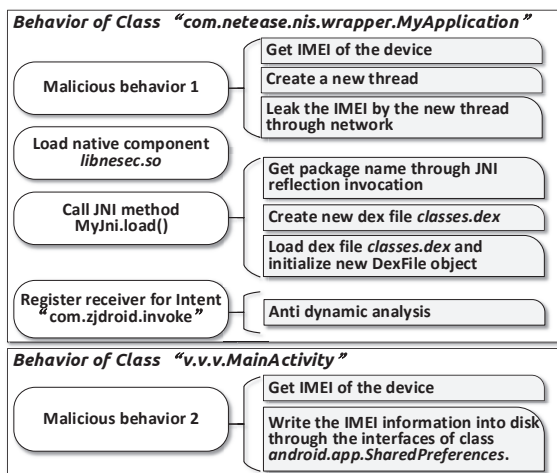 Behavior of Class “com.netease.nis.wrapper.MyApplication”
Malicious behavior 1
Get IMEI of the device
Create a new thread
Leak the IMEI by the new thread
through network
Load native component
libnesec.so
Call JNI method
MyJni.load()
Get package name through JNI
reflection invocation
Create new dex file classes.dex
Load dex file classes.dex and
initialize new DexFile object
Register receiver for Intent
“com.zjdroid.invoke”
Anti dynamic analysis
Behavior of Class “v.v.v.MainActivity”
Malicious behavior 2
Get IMEI of the device
Write the IMEI information into disk
through the interfaces of class
android.app.SharedPreferences.